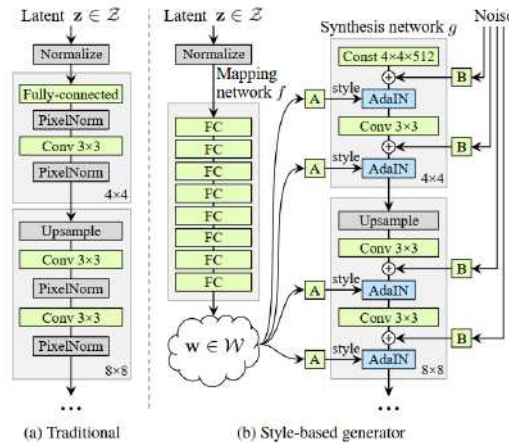 Latent z ∈ Z
Normalize
Fully-connected
PixelNorm
Conv 3×3
PixelNorm
4×4
Upsample
Conv 3×3
PixelNorm
Conv 3×3
PixelNorm
8×8
...
(a) Traditional
Latent z ∈ Z
Normalize
Mapping
network f
FC
FC
FC
FC
FC
FC
FC
FC
w ∈ W
Synthesis network g
Noise
Const 4×4×512
B
A
style
AdaIN
Conv 3×3
B
A
style
AdaIN
4×4
Upsample
Conv 3×3
B
A
style
AdaIN
Conv 3×3
B
A
style
AdaIN
8×8
...
(b) Style-based generator